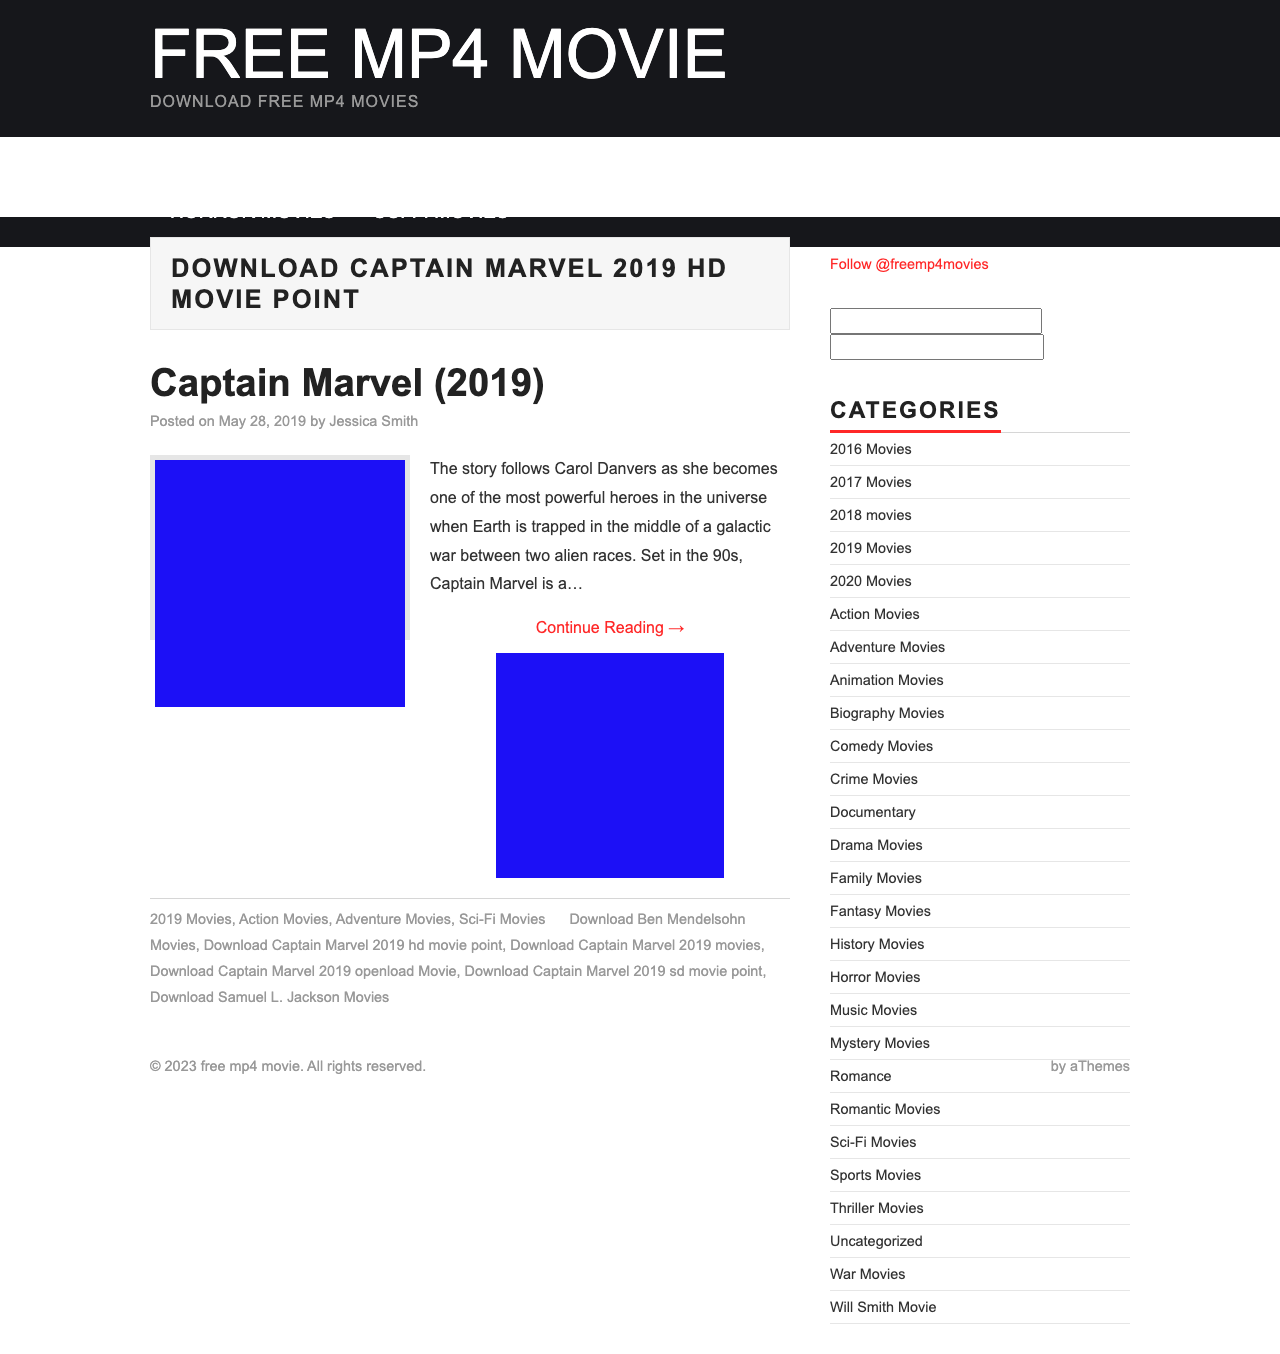 FREE MP4 MOVIE
DOWNLOAD FREE MP4 MOVIES
DOWNLOAD CAPTAIN MARVEL 2019 HD
MOVIE POINT
Captain Marvel (2019)
Posted on May 28, 2019 by Jessica Smith
The story follows Carol Danvers as she becomes
one of the most powerful heroes in the universe
when Earth is trapped in the middle of a galactic
war between two alien races. Set in the 90s,
Captain Marvel is a…
Continue Reading →
2019 Movies, Action Movies, Adventure Movies, Sci-Fi Movies Download Ben Mendelsohn
Movies, Download Captain Marvel 2019 hd movie point, Download Captain Marvel 2019 movies,
Download Captain Marvel 2019 openload Movie, Download Captain Marvel 2019 sd movie point,
Download Samuel L. Jackson Movies
Follow @freemp4movies
CATEGORIES
2016 Movies
2017 Movies
2018 movies
2019 Movies
2020 Movies
Action Movies
Adventure Movies
Animation Movies
Biography Movies
Comedy Movies
Crime Movies
Documentary
Drama Movies
Family Movies
Fantasy Movies
History Movies
Horror Movies
Music Movies
Mystery Movies
Romance
Romantic Movies
Sci-Fi Movies
Sports Movies
Thriller Movies
Uncategorized
War Movies
Will Smith Movie
© 2023 free mp4 movie. All rights reserved.
by aThemes